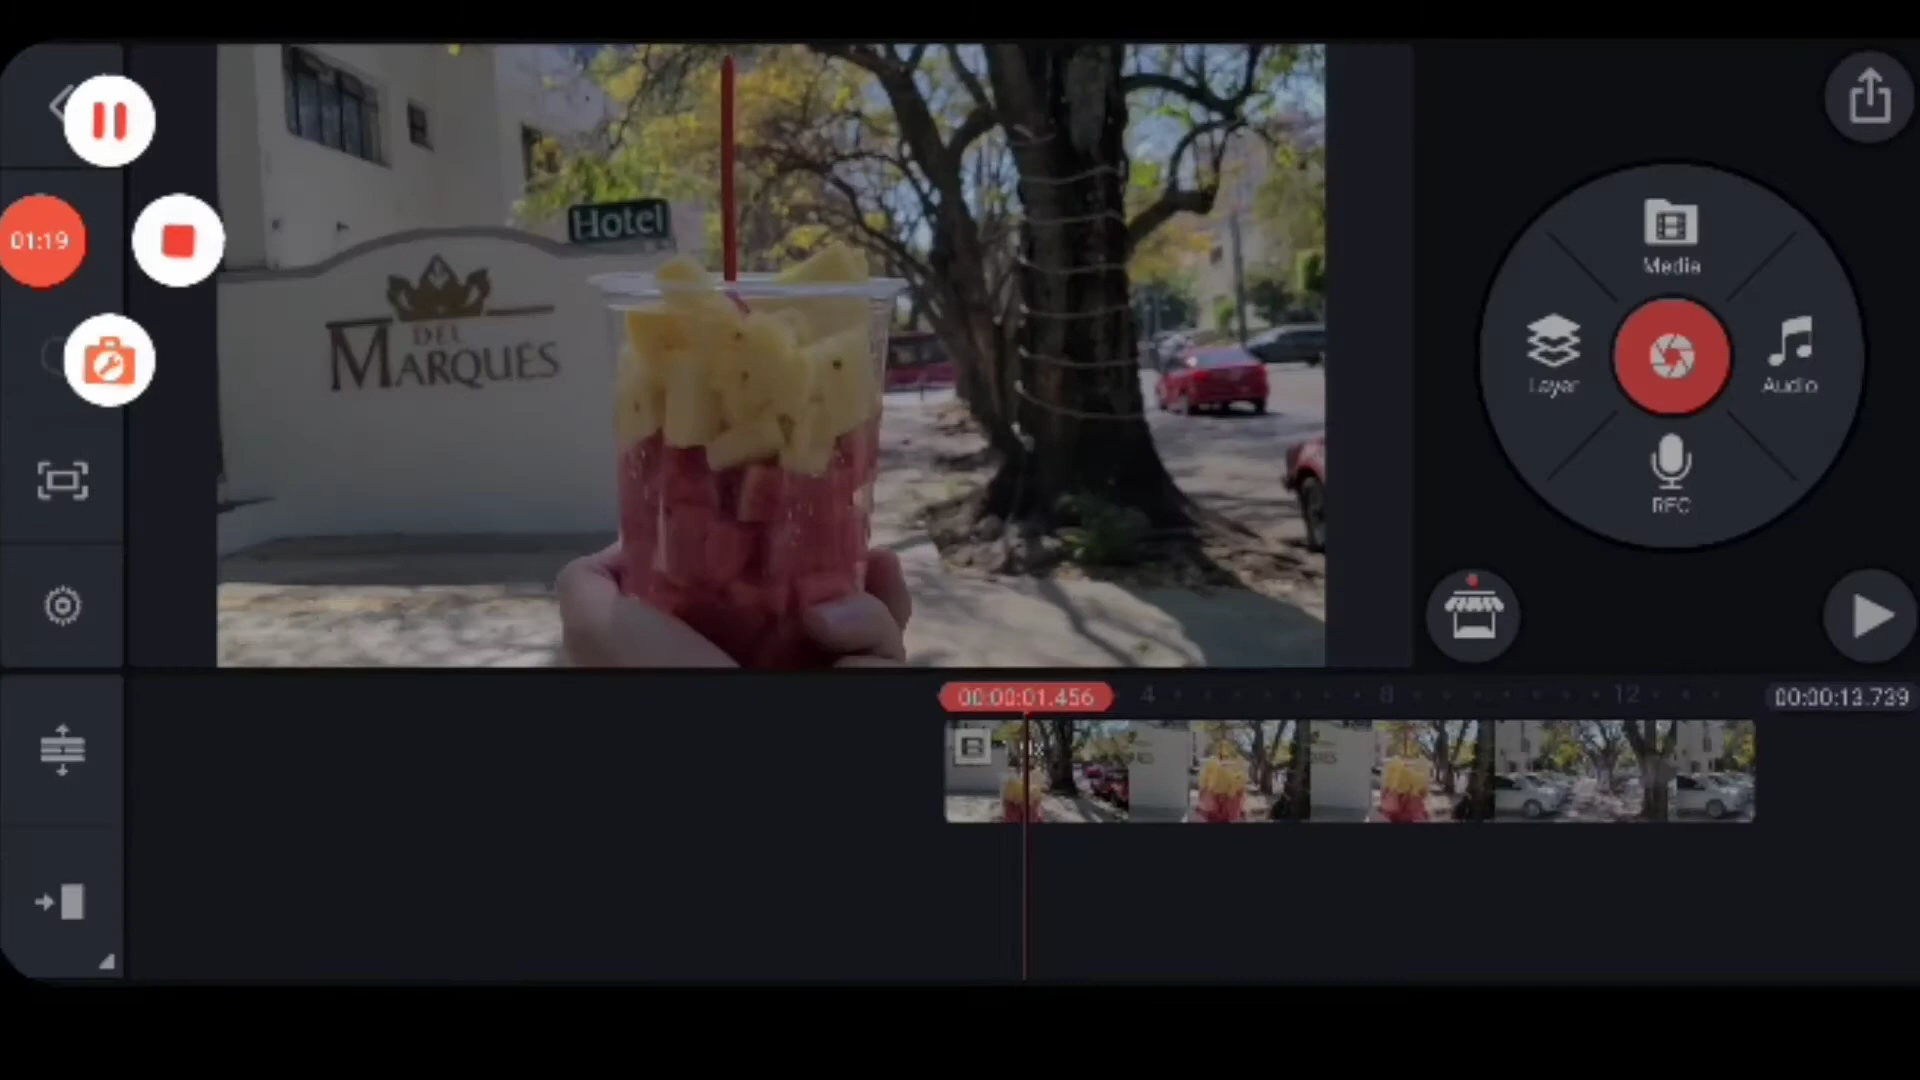 01:19
Hotel
DEL
MARQUÉS
Media
Layer
Audio
REC
00:00:01.456
4
8
12
00:00:13.739